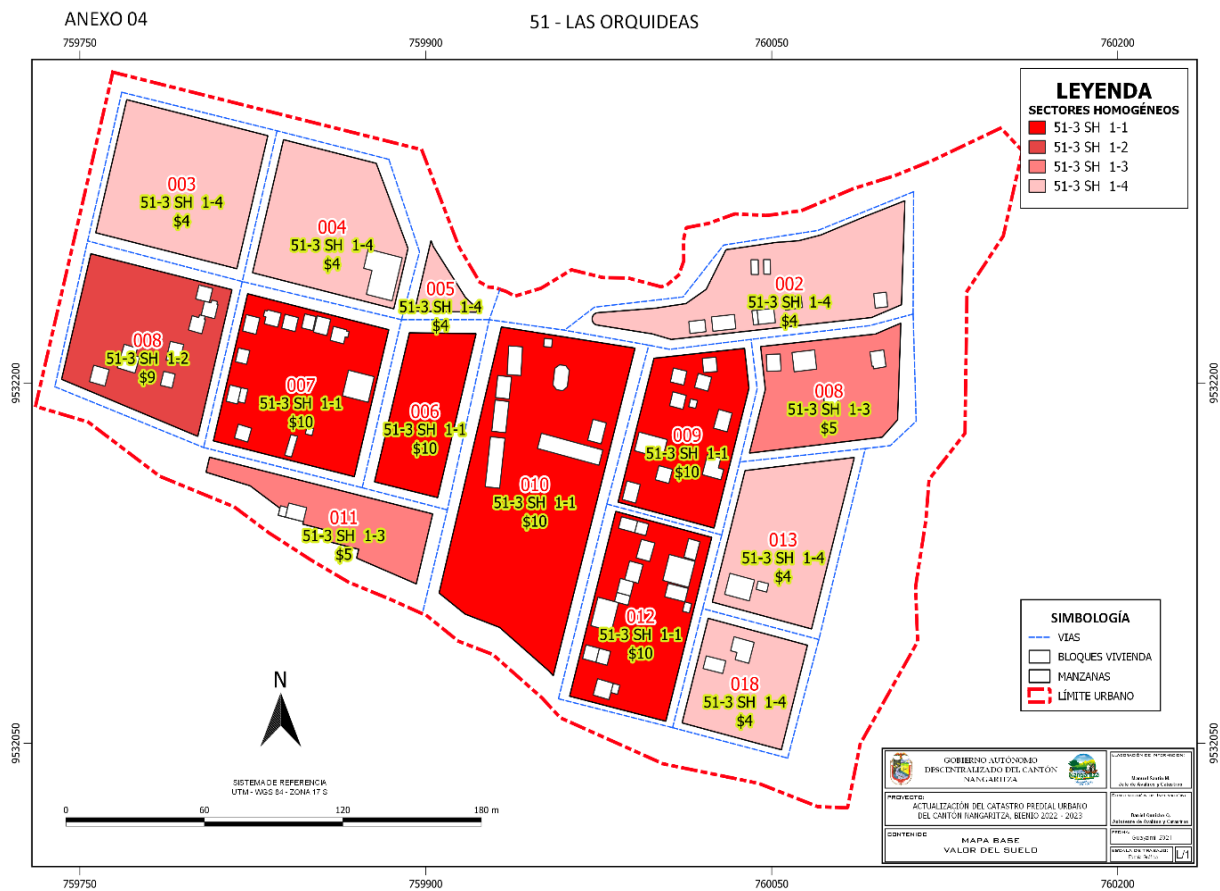 ANEXO 04
51 - LAS ORQUIDEAS
759750
759900
760050
760200
LEYENDA
SECTORES HOMOGÉNEOS
51-3 SH 1-1
51-3 SH 1-2
51-3 SH 1-3
51-3 SH 1-4
003
51-3 SH 1-4
$4
004
51-3 SH 1-4
$4
005
51-3 SH 1-4
$4
002
51-3 SH 1-4
$4
008
51-3 SH 1-2
$9
007
51-3 SH 1-1
$10
006
51-3 SH 1-1
$10
009
51-3 SH 1-1
$10
008
51-3 SH 1-3
$5
010
51-3 SH 1-1
$10
011
51-3 SH 1-3
$5
013
51-3 SH 1-4
$4
012
51-3 SH 1-1
$10
018
51-3 SH 1-4
$4
9532200
9532200
9532050
9532050
SIMBOLOGÍA
VIAS
BLOQUES VIVIENDA
MANZANAS
LÍMITE URBANO
N
SISTEMA DE REFERENCIA
UTM - WGS 84 - ZONA 17 S
0 60 120 180 m
GOBIERNO AUTÓNOMO
DESCENTRALIZADO DEL CANTÓN
NANGARITZA
PROYECTO:
ACTUALIZACIÓN DEL CATASTRO PREDIAL URBANO
DEL CANTÓN NANGARITZA, BIENIO 2022 - 2023
CONTENIDO
MAPA BASE
VALOR DEL SUELO
L/1